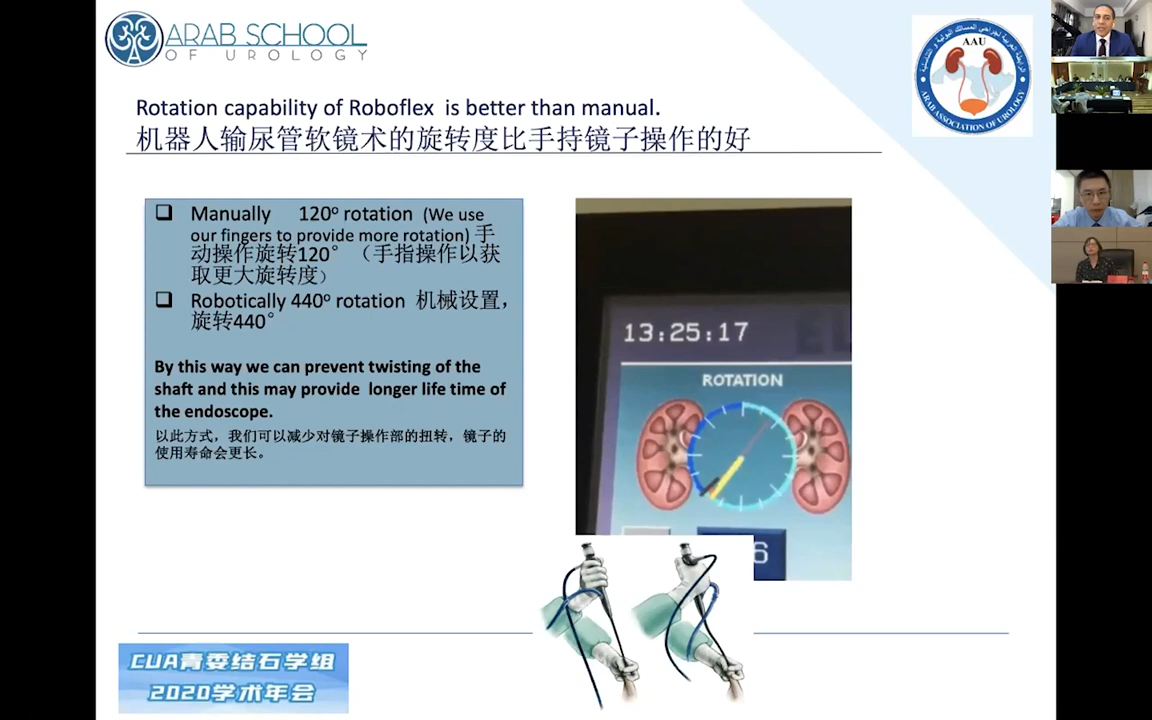 ARAB SCHOOL
OF UROLOGY
AAU
ARAB ASSOCIATION OF UROLOGY
Rotation capability of Roboflex is better than manual.
机器人输尿管软镜术的旋转度比手持镜子操作的好
❑ Manually 120° rotation (We use
our fingers to provide more rotation) 手
动操作旋转120°（手指操作以获
取更大旋转度）
❑ Robotically 440° rotation 机械设置，
旋转440°
By this way we can prevent twisting of the
shaft and this may provide longer life time of
the endoscope.
以此方式，我们可以减少对镜子操作部的扭转，镜子的
使用寿命会更长。
13:25:17
ROTATION
6
CUA青委结石学组
2020学术年会